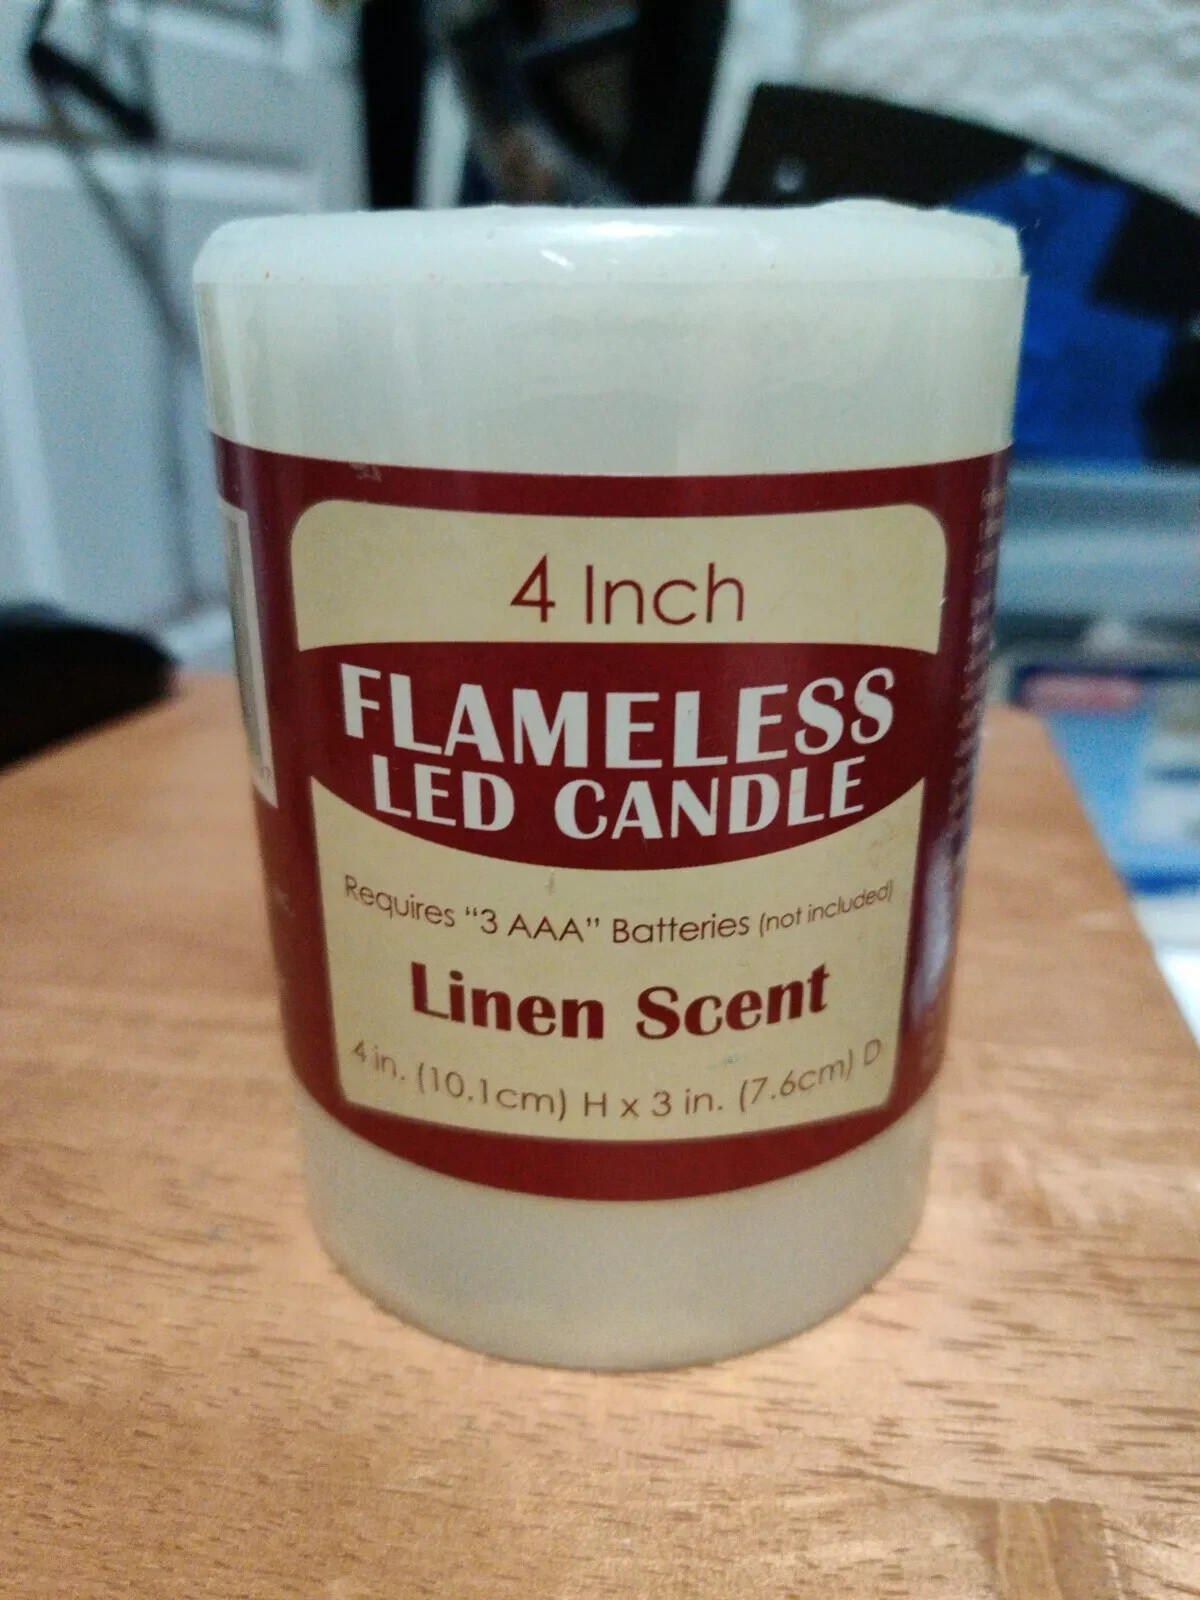 4 Inch
FLAMELESS
LED CANDLE
Requires “3 AAA” Batteries (not included)
Linen Scent
4 in. (10.1cm) H x 3 in. (7.6cm) D